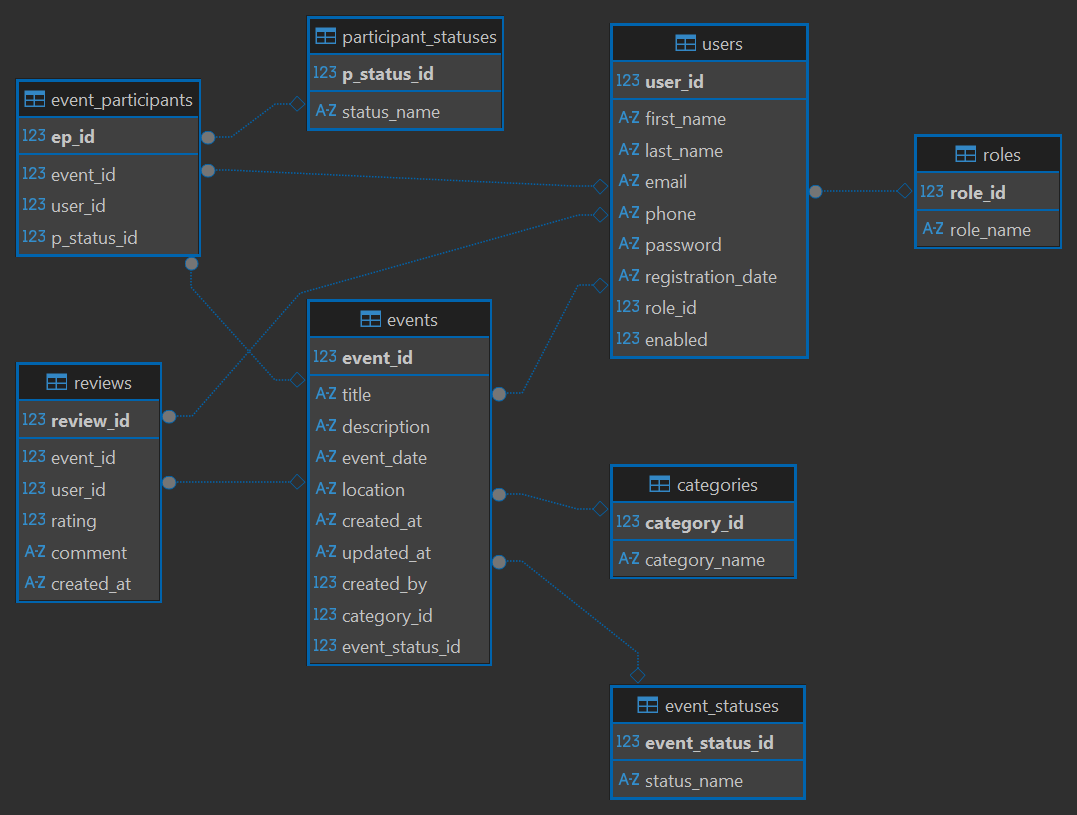 participant_statuses
123 p_status_id
A-Z status_name
event_participants
123 ep_id
123 event_id
123 user_id
123 p_status_id
users
123 user_id
A-Z first_name
A-Z last_name
A-Z email
A-Z phone
A-Z password
A-Z registration_date
123 role_id
123 enabled
roles
123 role_id
A-Z role_name
reviews
123 review_id
123 event_id
123 user_id
123 rating
A-Z comment
A-Z created_at
events
123 event_id
A-Z title
A-Z description
A-Z event_date
A-Z location
A-Z created_at
A-Z updated_at
123 created_by
123 category_id
123 event_status_id
categories
123 category_id
A-Z category_name
event_statuses
123 event_status_id
A-Z status_name